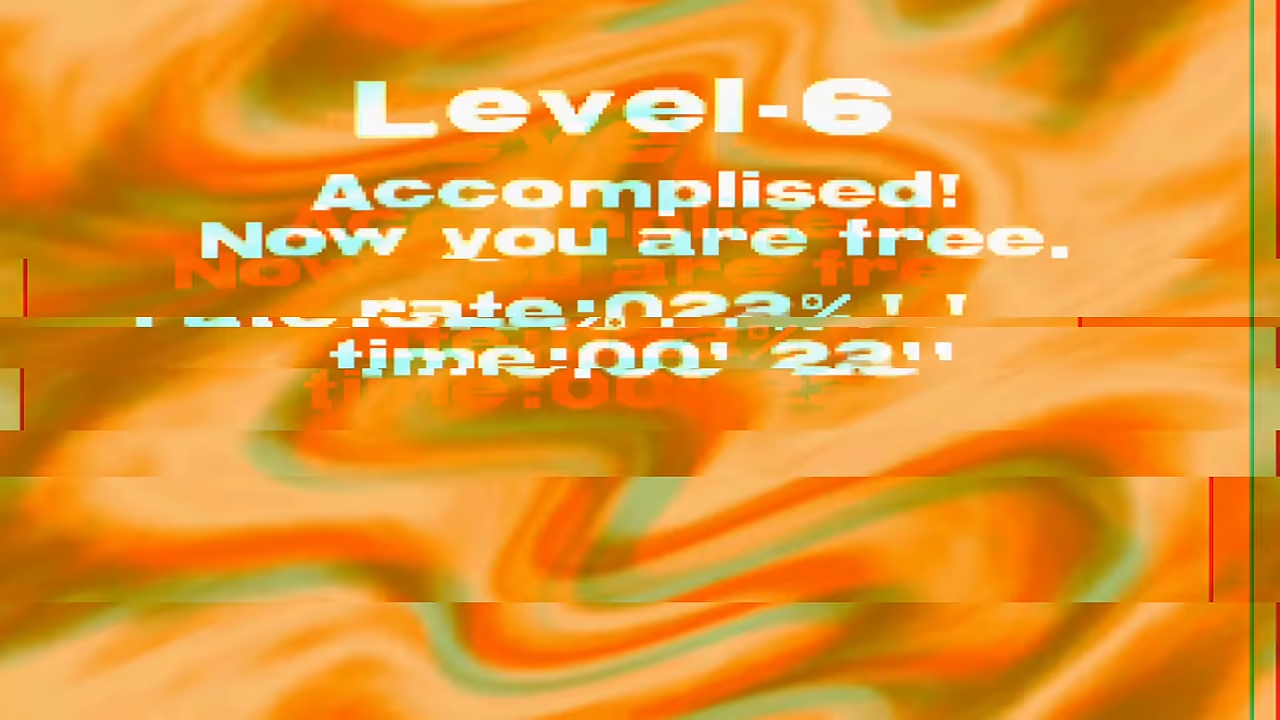 Level-6
Accomplised!
Now you are free.
rate:023% ! !
time:00' 23''